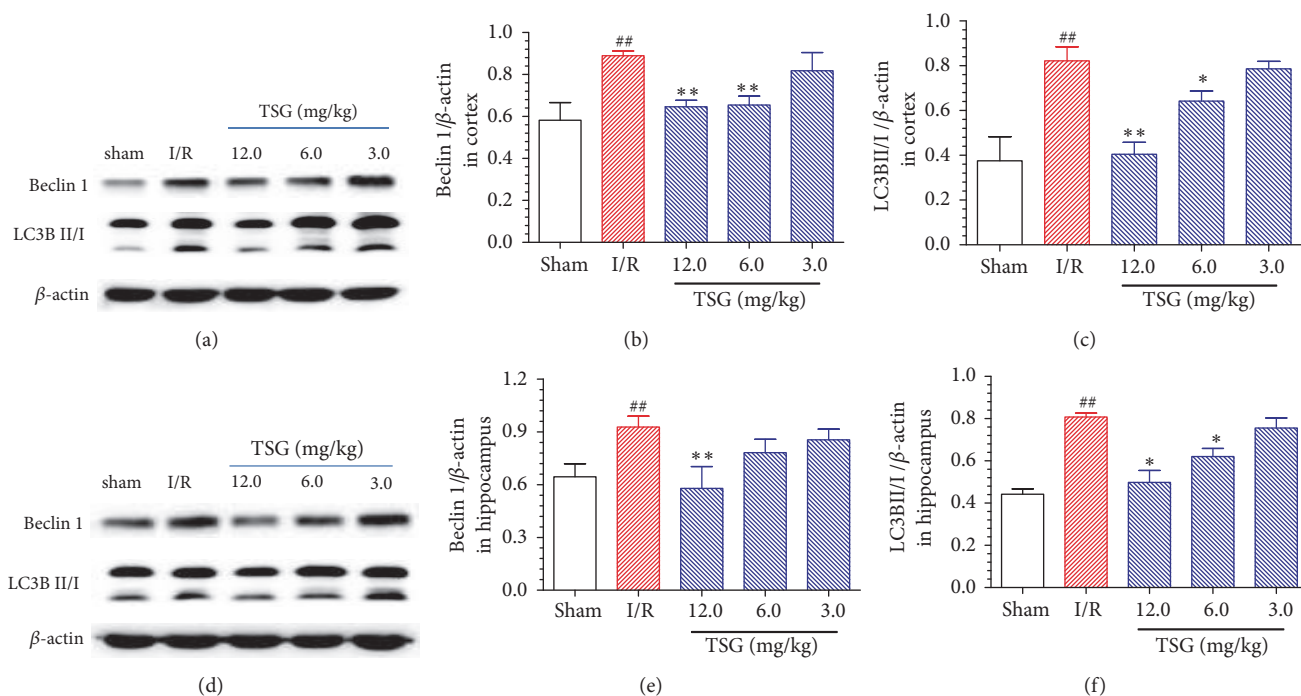 TSG (mg/kg)
sham I/R 12.0 6.0 3.0
Beclin 1
LC3B II/I
β-actin
(a)
Beclin 1/β-actin
in cortex
1.0
0.8
0.6
0.4
0.2
0.0
##
** **
Sham I/R 12.0 6.0 3.0
TSG (mg/kg)
(b)
LC3BII/I /β-actin
in cortex
1.0
0.8
0.6
0.4
0.2
0.0
##
**
*
Sham I/R 12.0 6.0 3.0
TSG (mg/kg)
(c)
TSG (mg/kg)
sham I/R 12.0 6.0 3.0
Beclin 1
LC3B II/I
β-actin
(d)
Beclin 1/β-actin
in hippocampus
1.2
0.9
0.6
0.3
0.0
##
**
Sham I/R 12.0 6.0 3.0
TSG (mg/kg)
(e)
LC3BII/I /β-actin
in hippocampus
1.0
0.8
0.6
0.4
0.2
0.0
##
*
*
Sham I/R 12.0 6.0 3.0
TSG (mg/kg)
(f)